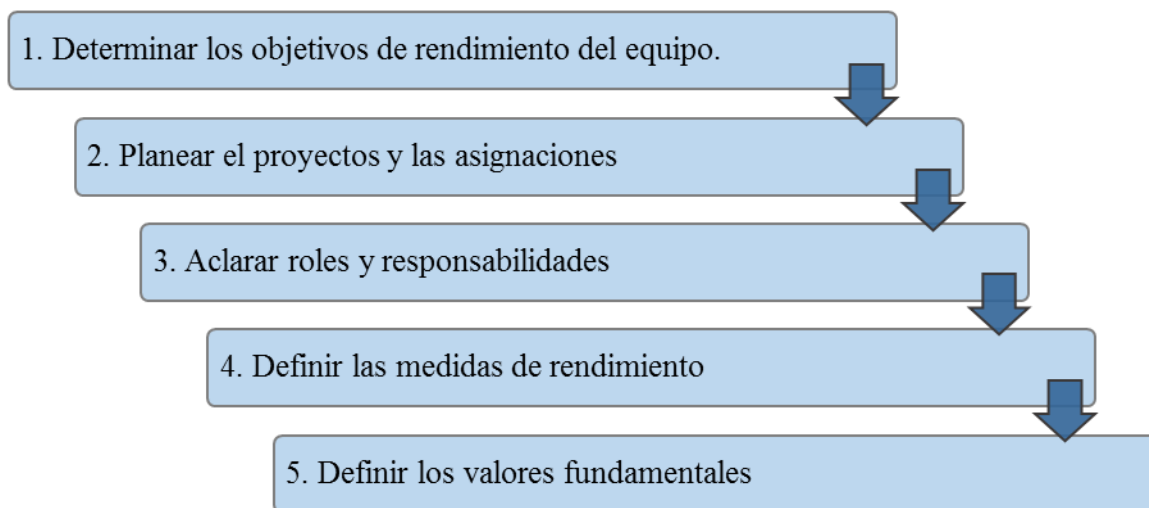 1. Determinar los objetivos de rendimiento del equipo.
2. Planear el proyectos y las asignaciones
3. Aclarar roles y responsabilidades
4. Definir las medidas de rendimiento
5. Definir los valores fundamentales